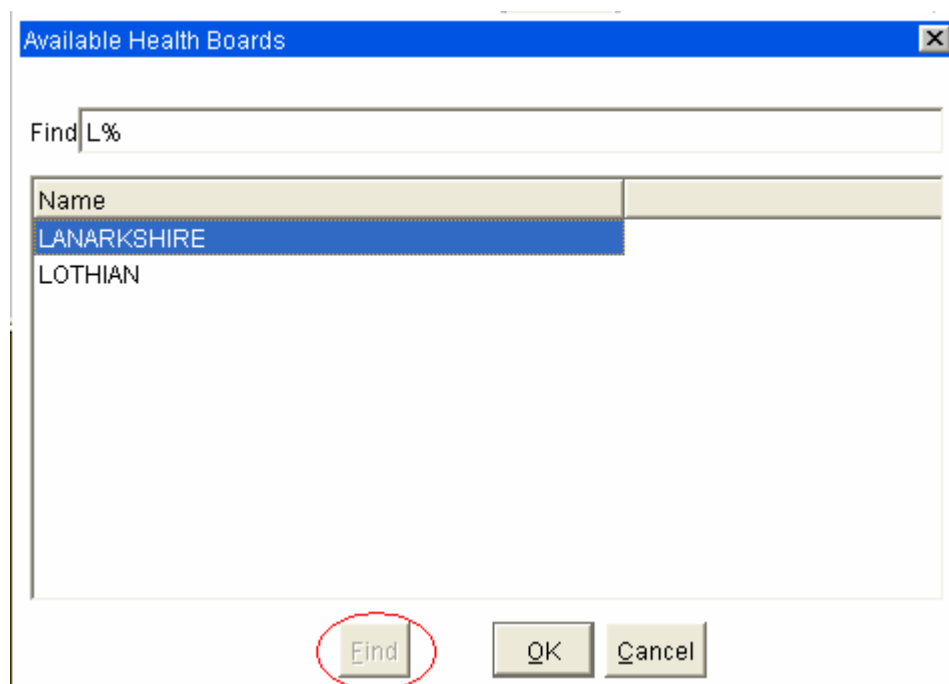 Available Health Boards
Find L%
Name
LANARKSHIRE
LOTHIAN
Find OK Cancel